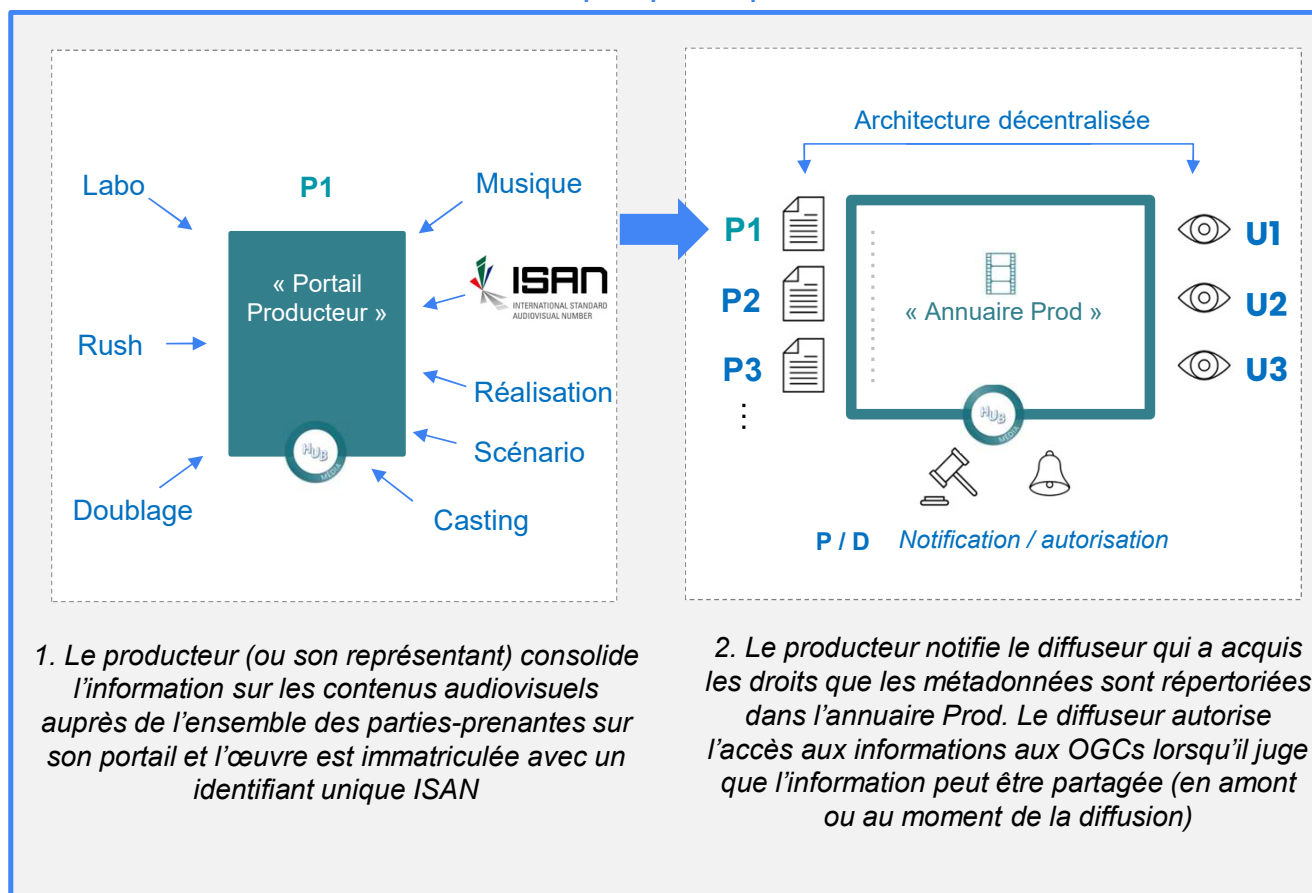 Labo
P1
Musique
« Portail
Producteur »
ISAN
INTERNATIONAL STANDARD
AUDIOVISUAL NUMBER
Rush
Réalisation
Scénario
HUB
MEDIA
Doublage
Casting
1. Le producteur (ou son représentant) consolide
l’information sur les contenus audiovisuels
auprès de l’ensemble des parties-prenantes sur
son portail et l’œuvre est immatriculée avec un
identifiant unique ISAN
Architecture décentralisée
P1
U1
P2
« Annuaire Prod »
U2
P3
U3
⋮
HUB
MEDIA
P / D Notification / autorisation
2. Le producteur notifie le diffuseur qui a acquis
les droits que les métadonnées sont répertoriées
dans l’annuaire Prod. Le diffuseur autorise
l’accès aux informations aux OGCs lorsqu’il juge
que l’information peut être partagée (en amont
ou au moment de la diffusion)